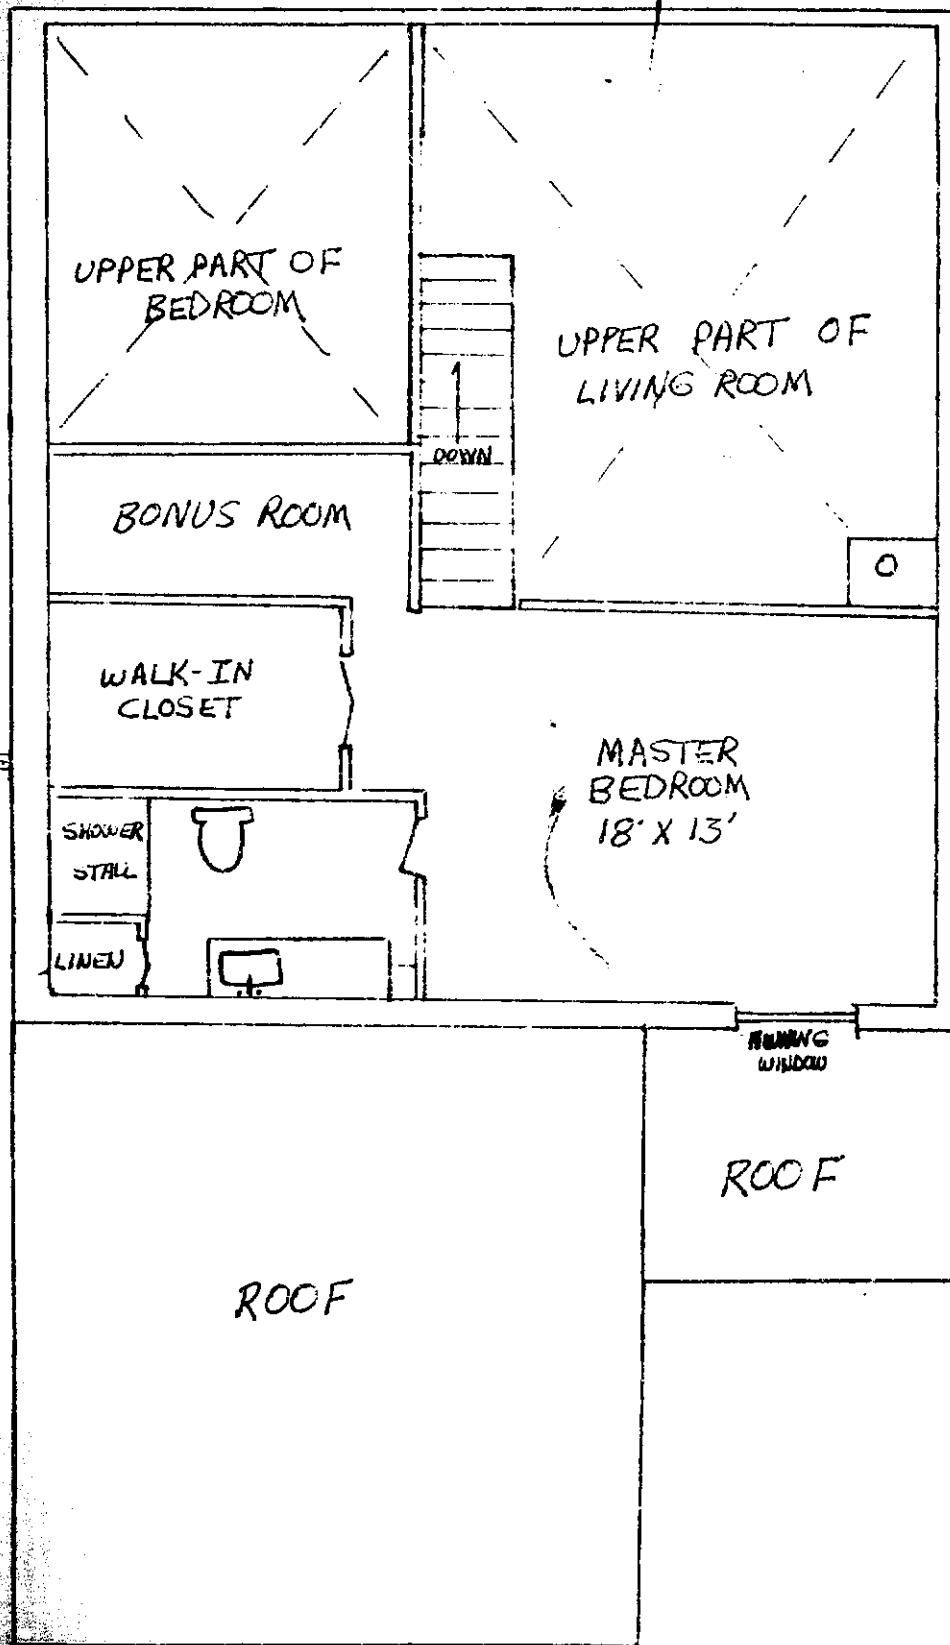 UPPER PART OF
BEDROOM
UPPER PART OF
LIVING ROOM
DOWN
BONUS ROOM
WALK-IN
CLOSET
MASTER
BEDROOM
18' X 13'
SHOWER
STALL
LINEN
AWNING
WINDOW
ROOF
ROOF